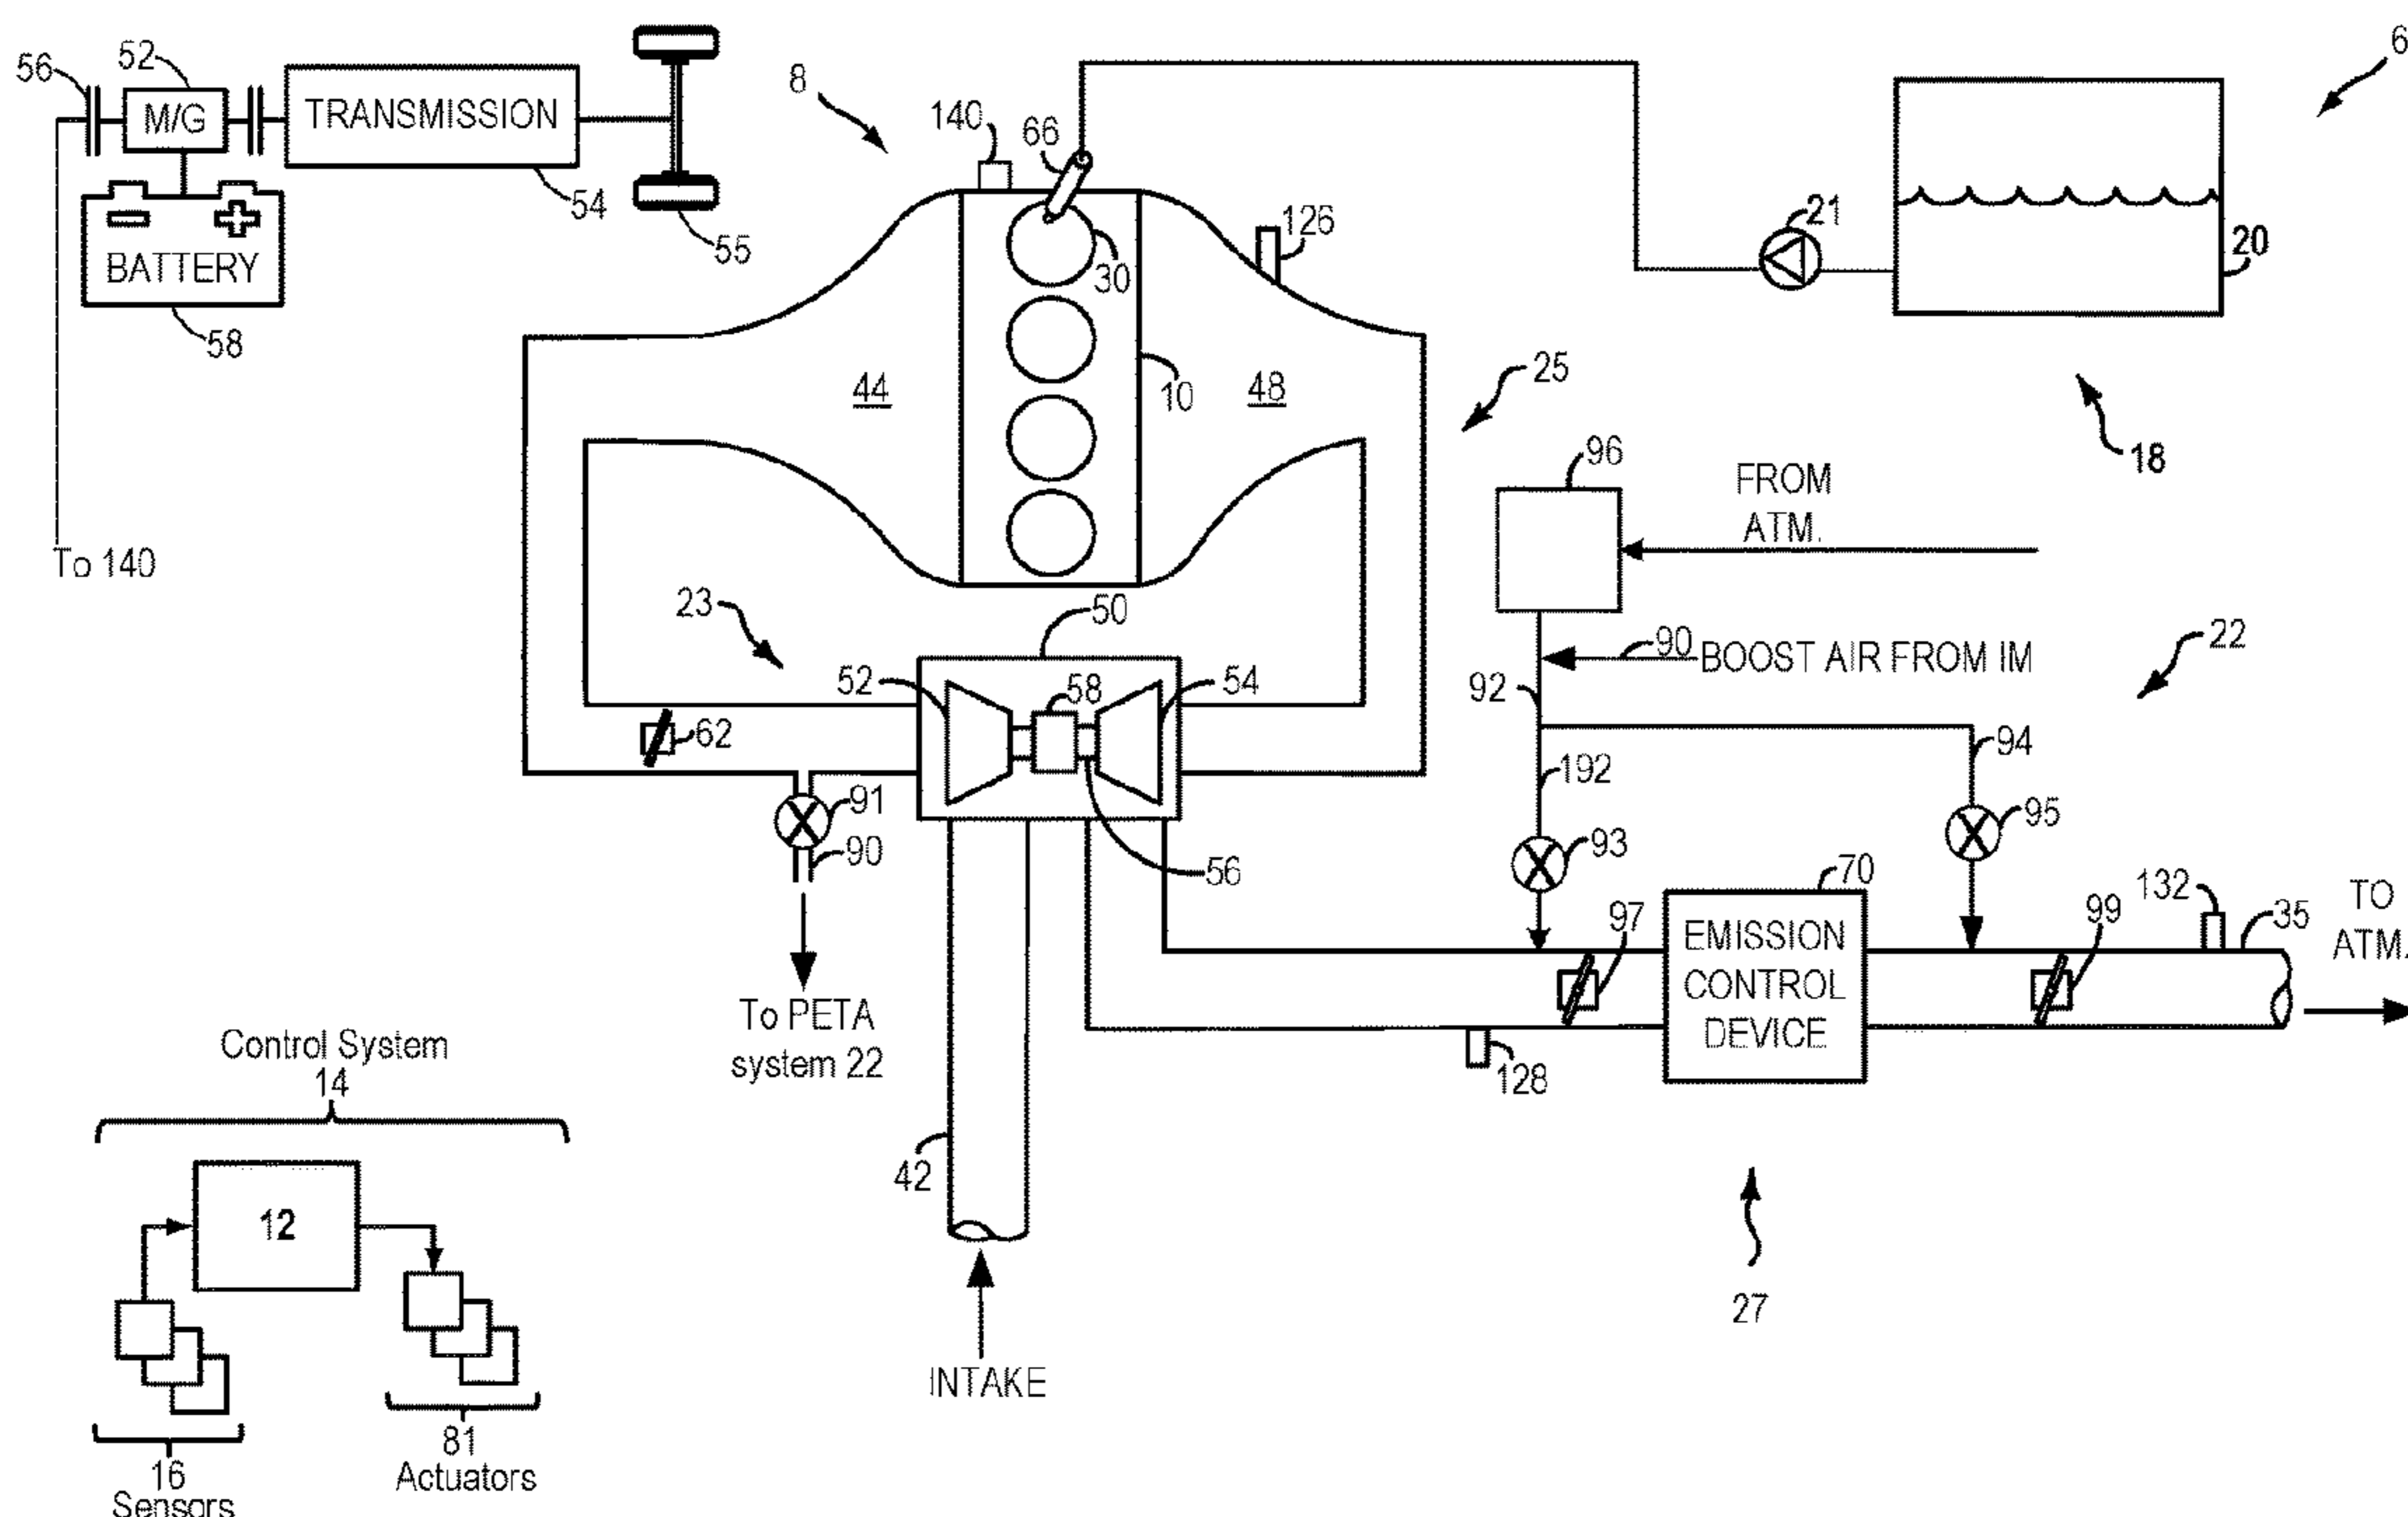 56
52
M/G
TRANSMISSION
54
55
BATTERY
58
To 140
8
140
66
30
10
126
44
48
21
20
6
18
25
96
FROM
ATM.
23
50
52
58
54
56
62
91
90
To PETA
system 22
90
BOOST AIR FROM IM
92
22
192
94
93
95
97
70
EMISSION
CONTROL
DEVICE
99
132
35
TO
ATM.
128
42
INTAKE
27
Control System
14
12
16
Sensors
81
Actuators